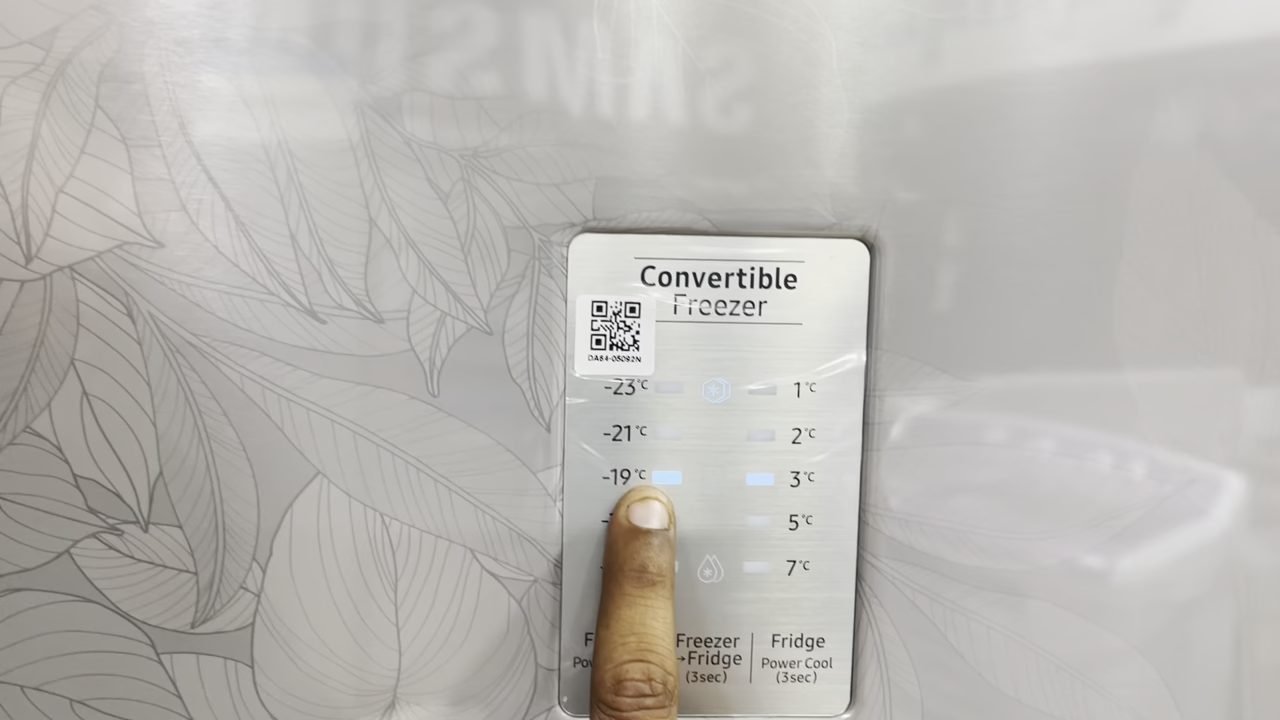 SAMSU
Convertible
Freezer
DA64-05092N
-23°C 1°C
-21°C 2°C
-19°C 3°C
5°C
7°C
Freezer Fridge
→Fridge Power Cool
(3sec) (3sec)